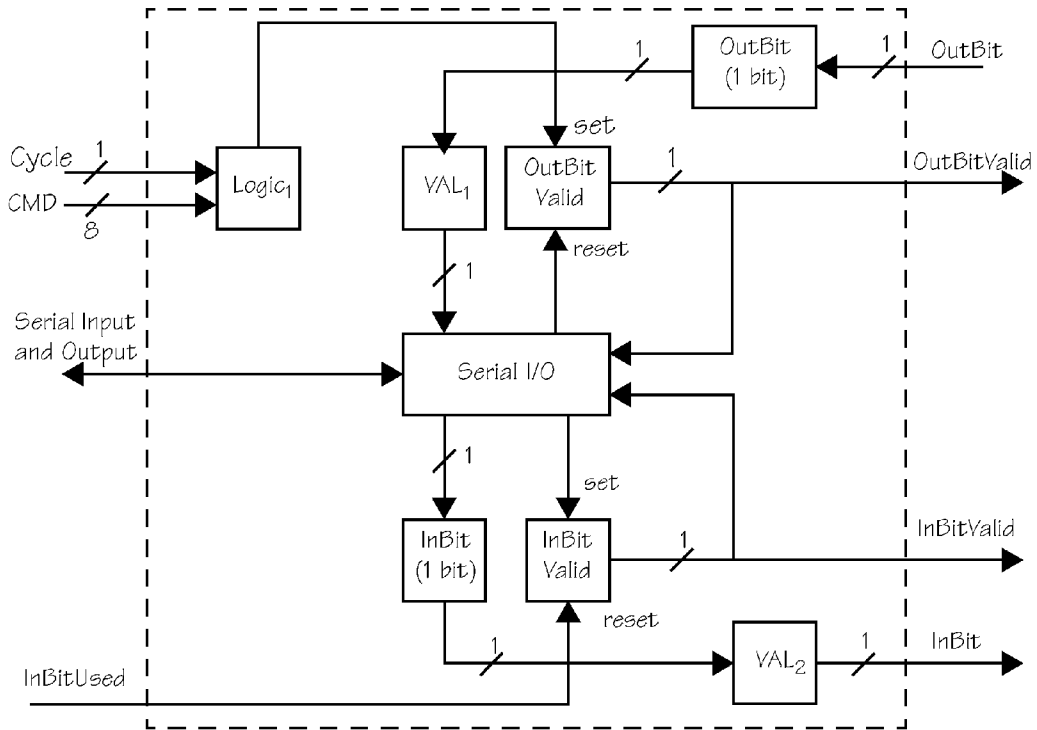 1
OutBit
(1 bit)
1
OutBit
set
Cycle
1
CMD
8
Logic1
VAL1
OutBit
Valid
1
OutBitValid
reset
1
Serial Input
and Output
Serial I/O
1
set
InBit
(1 bit)
InBit
Valid
1
InBitValid
reset
1
VAL2
1
InBit
InBitUsed